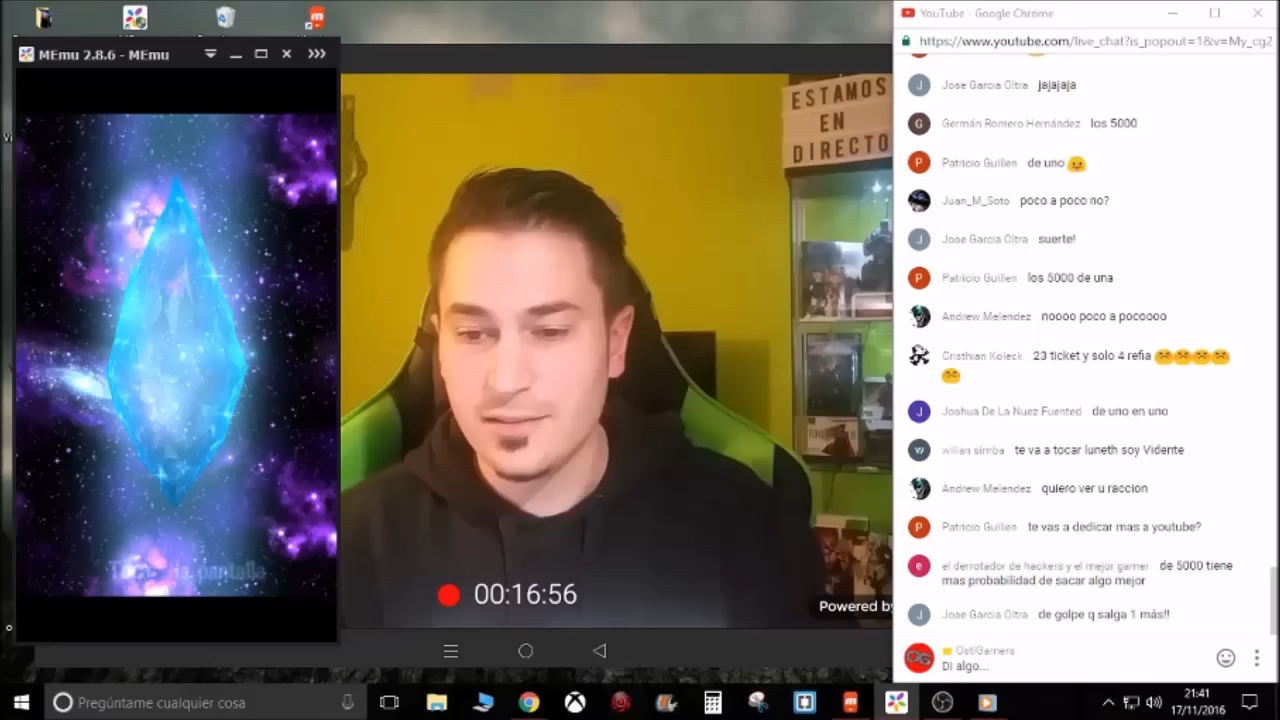 MEmu 2.8.6 - MEmu
ESTAMOS
EN
DIRECTO
00:16:56
Powered by
YouTube - Google Chrome
https://www.youtube.com/live_chat?is_popout=1&v=My_cg2
Jose Garcia Oltra jajajaja
Germán Romero Hernández los 5000
Patricio Guillen de uno
Juan_M_Soto poco a poco no?
Jose Garcia Oltra suerte!
Patricio Guillen los 5000 de una
Andrew Melendez noooo poco a pocoooo
Cristhian Koleck 23 ticket y solo 4 refia
Joshua De La Nuez Fuented de uno en uno
wilian simba te va a tocar luneth soy Vidente
Andrew Melendez quiero ver u raccion
Patricio Guillen te vas a dedicar mas a youtube?
el derrotador de hackers y el mejor gamer de 5000 tiene
mas probabilidad de sacar algo mejor
Jose Garcia Oltra de golpe q salga 1 más!!
OstiGamers
Di algo...
Pregúntame cualquier cosa
21:41
17/11/2016